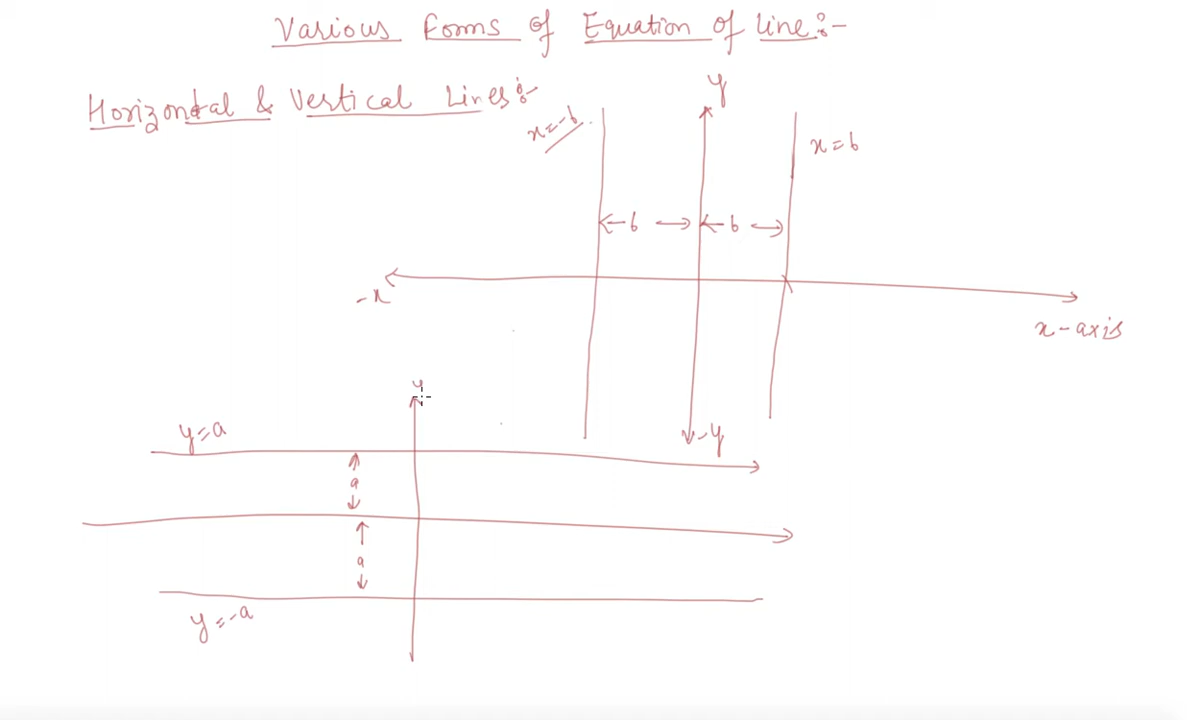 Various Forms Of Equation of line:-
Horizontal & Vertical Lines:-
y
x=-b
x=b
b
b
-x
x-axis
-y
y
y=a
a
a
y=-a